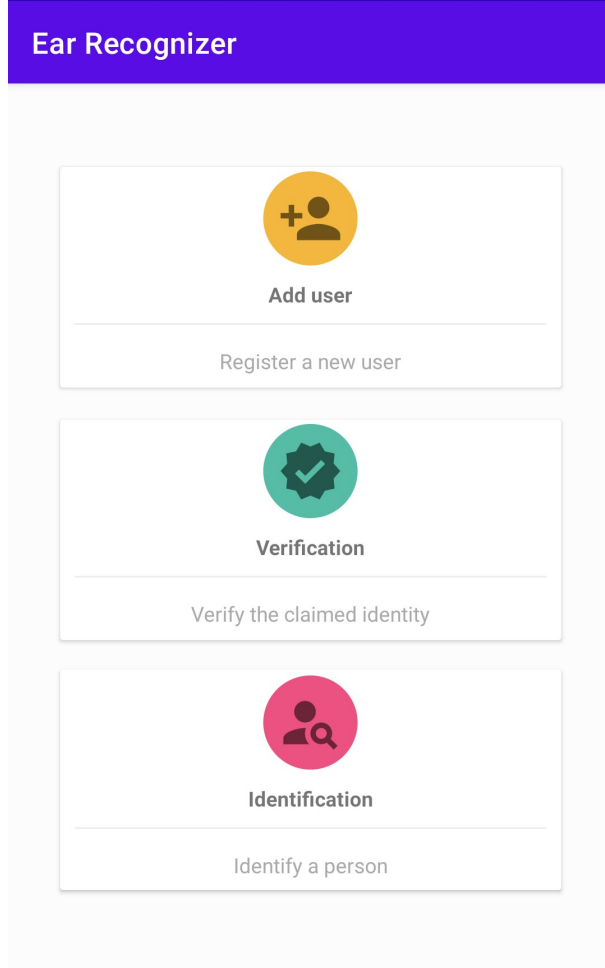 Ear Recognizer
Add user
Register a new user
Verification
Verify the claimed identity
Identification
Identify a person